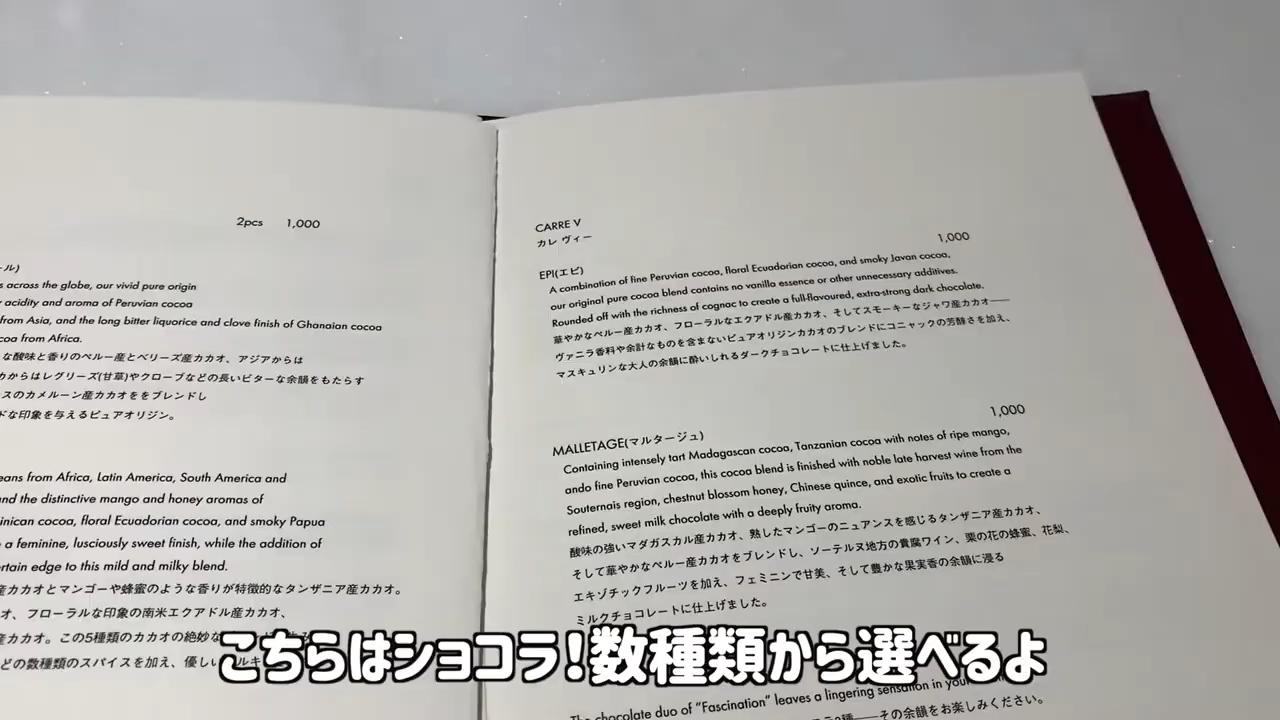 2pcs 1,000
ール)
s across the globe, our vivid pure origin
acidity and aroma of Peruvian cocoa
from Asia, and the long bitter liquorice and clove finish of Ghanaian cocoa
coa from Africa.
な酸味と香りのペルー産とベリーズ産カカオ、アジアからは
カからはレグリーズ(甘草)やクローブなどの長いビターな余韻をもたらす
スのカメルーン産カカオををブレンドし
ドな印象を与えるピュアオリジン。
eans from Africa, Latin America, South America and
nd the distinctive mango and honey aromas of
inican cocoa, floral Ecuadorian cocoa, and smoky Papua
a feminine, lusciously sweet finish, while the addition of
ertain edge to this mild and milky blend.
産カカオとマンゴーや蜂蜜のような香りが特徴的なタンザニア産カカオ。
オ、フローラルな印象の南米エクアドル産カカオ、
産カカオ。この5種類のカカオの絶妙な
どの数種類のスパイスを加え、優しい
CARRE V
カレ ヴィー
1,000
EPI(エピ)
A combination of fine Peruvian cocoa, floral Ecuadorian cocoa, and smoky Javan cocoa,
our original pure cocoa blend contains no vanilla essence or other unnecessary additives.
Rounded off with the richness of cognac to create a full-flavoured, extra-strong dark chocolate.
華やかなペルー産カカオ、フローラルなエクアドル産カカオ、そしてスモーキーなジャワ産カカオ――
ヴァニラ香料や余計なものを含まないピュアオリジンカカオのブレンドにコニャックの芳醇さを加え、
マスキュリンな大人の余韻に酔いしれるダークチョコレートに仕上げました。
1,000
MALLETAGE(マルタージュ)
Containing intensely tart Madagascan cocoa, Tanzanian cocoa with notes of ripe mango,
ando fine Peruvian cocoa, this cocoa blend is finished with noble late harvest wine from the
Souternais region, chestnut blossom honey, Chinese quince, and exotic fruits to create a
refined, sweet milk chocolate with a deeply fruity aroma.
酸味の強いマダガスカル産カカオ、熟したマンゴーのニュアンスを感じるタンザニア産カカオ、
そして華やかなペルー産カカオをブレンドし、ソーテルヌ地方の貴腐ワイン、栗の花の蜂蜜、花梨、
エキゾチックフルーツを加え、フェミニンで甘美、そして豊かな果実香の余韻に浸る
ミルクチョコレートに仕上げました。
こちらはショコラ!数種類から選べるよ
The chocolate duo of "Fascination" leaves a lingering sensation in
その余韻をお楽しみください。